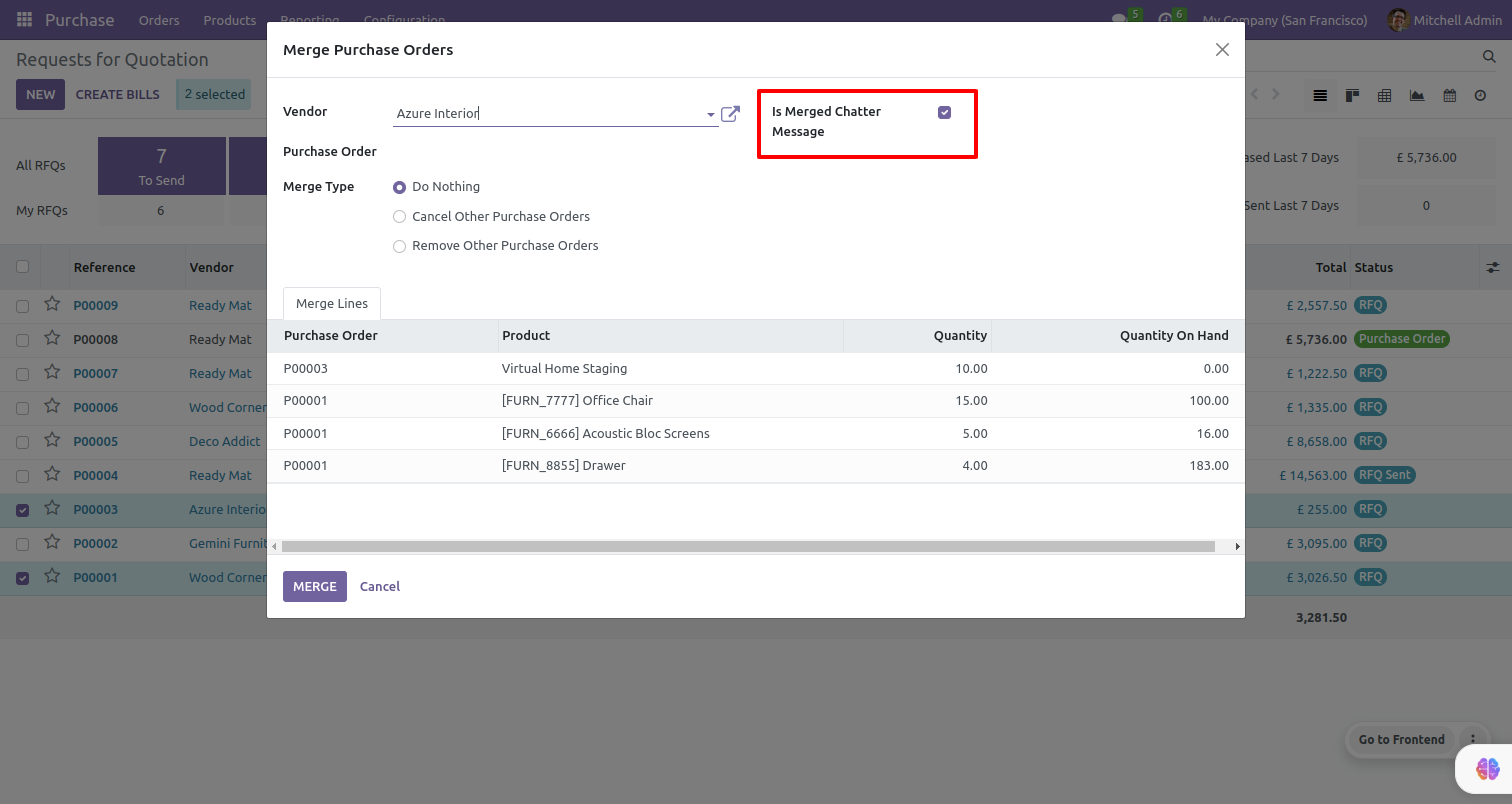 Purchase Orders Products Reporting Configuration 5 6 My Company (San Francisco) Mitchell Admin
Requests for Quotation
NEW CREATE BILLS 2 selected
All RFQs 7 To Send
My RFQs 6
ased Last 7 Days £ 5,736.00
Sent Last 7 Days 0
Merge Purchase Orders
Vendor Azure Interior
Is Merged Chatter
Message
Purchase Order
Merge Type Do Nothing
Cancel Other Purchase Orders
Remove Other Purchase Orders
Merge Lines
Purchase Order Product Quantity Quantity On Hand
P00003 Virtual Home Staging 10.00 0.00
P00001 [FURN_7777] Office Chair 15.00 100.00
P00001 [FURN_6666] Acoustic Bloc Screens 5.00 16.00
P00001 [FURN_8855] Drawer 4.00 183.00
MERGE Cancel
Reference Vendor Total Status
P00009 Ready Mat £ 2,557.50 RFQ
P00008 Ready Mat £ 5,736.00 Purchase Order
P00007 Ready Mat £ 1,222.50 RFQ
P00006 Wood Corner £ 1,335.00 RFQ
P00005 Deco Addict £ 8,658.00 RFQ
P00004 Ready Mat £ 14,563.00 RFQ Sent
P00003 Azure Interio £ 255.00 RFQ
P00002 Gemini Furnit £ 3,095.00 RFQ
P00001 Wood Corner £ 3,026.50 RFQ
3,281.50
Go to Frontend